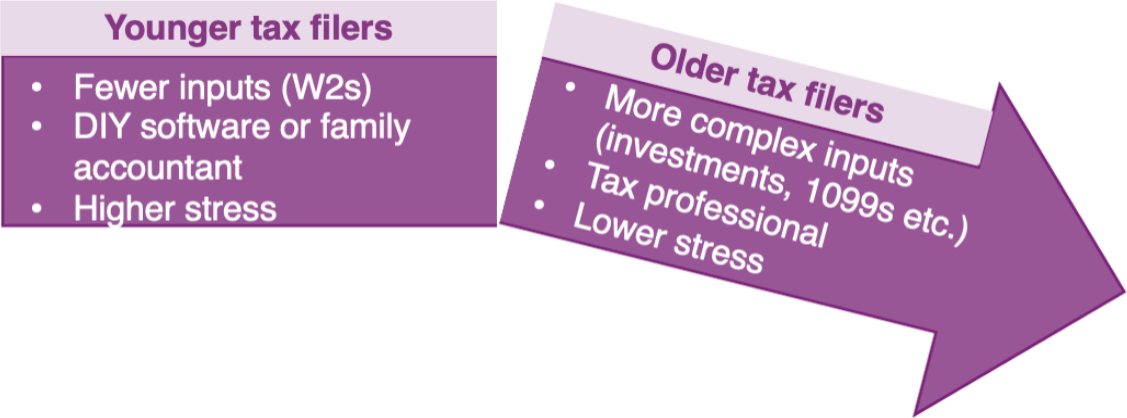 Younger tax filers
• Fewer inputs (W2s)
• DIY software or family
accountant
• Higher stress
Older tax filers
• More complex inputs
(investments, 1099s etc.)
• Tax professional
• Lower stress